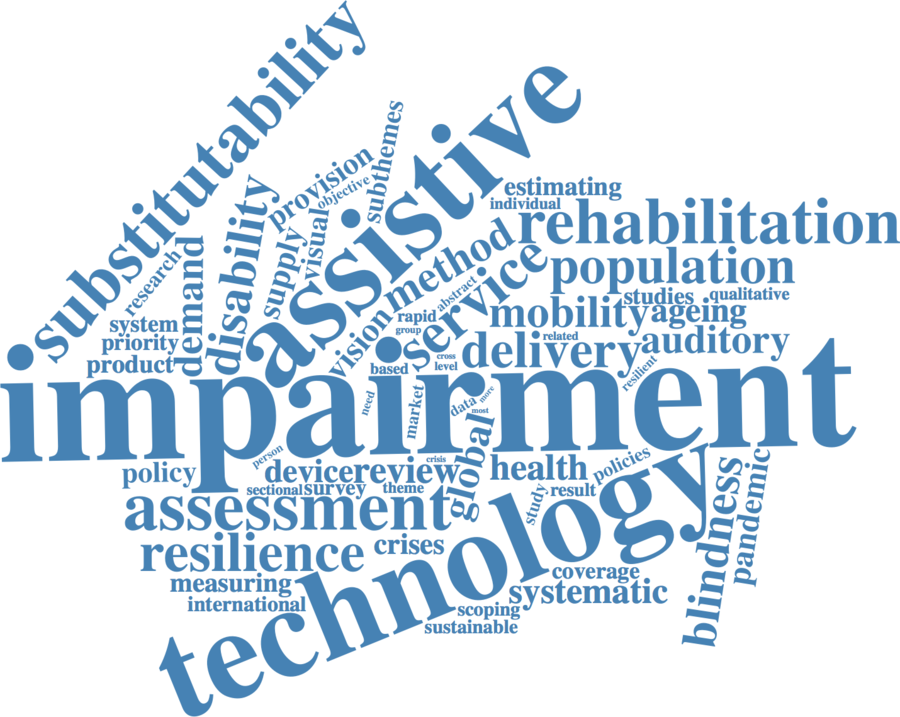 substitutability
assistive
provision
objective
subthemes
estimating
individual
rehabilitation
disability
supply
visual
method
research
demand
population
service
abstract
studies
qualitative
system
rapid
mobility
ageing
priority
vision
group
related
auditory
product
based
cross
level
delivery
resilient
impairment
need
market
data
more
most
person
crisis
policy
device
review
global
health
policies
sectional
survey
theme
study
result
assessment
technology
blindness
pandemic
resilience
crises
measuring
coverage
international
systematic
scoping
sustainable